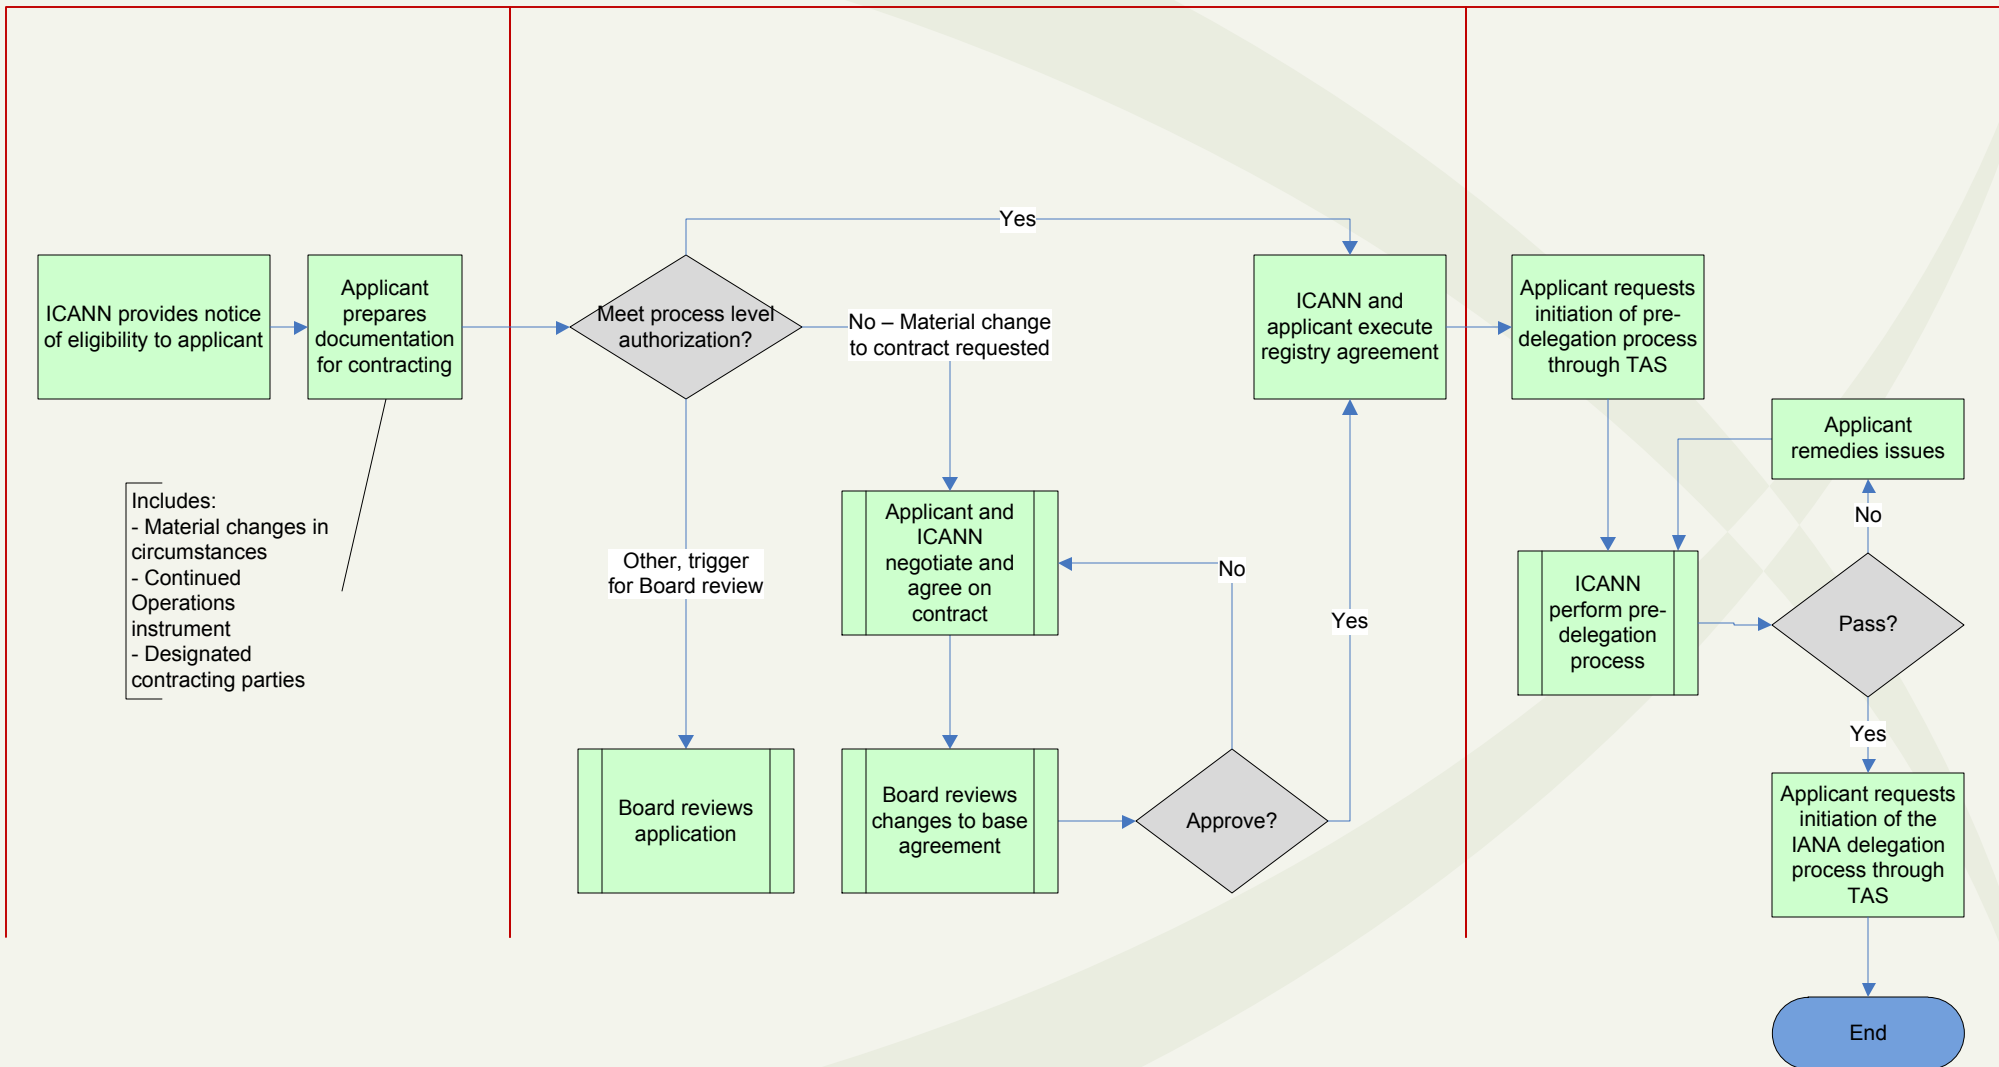 ICANN provides notice
of eligibility to applicant
Applicant
prepares
documentation
for contracting
Includes:
- Material changes in
circumstances
- Continued
Operations
instrument
- Designated
contracting parties
Meet process level
authorization?
Yes
No – Material change
to contract requested
Other, trigger
for Board review
Board reviews
application
Applicant and
ICANN
negotiate and
agree on
contract
Board reviews
changes to base
agreement
Approve?
No
Yes
ICANN and
applicant execute
registry agreement
Applicant requests
initiation of pre-
delegation process
through TAS
ICANN
perform pre-
delegation
process
Applicant
remedies issues
No
Pass?
Yes
Applicant requests
initiation of the
IANA delegation
process through
TAS
End